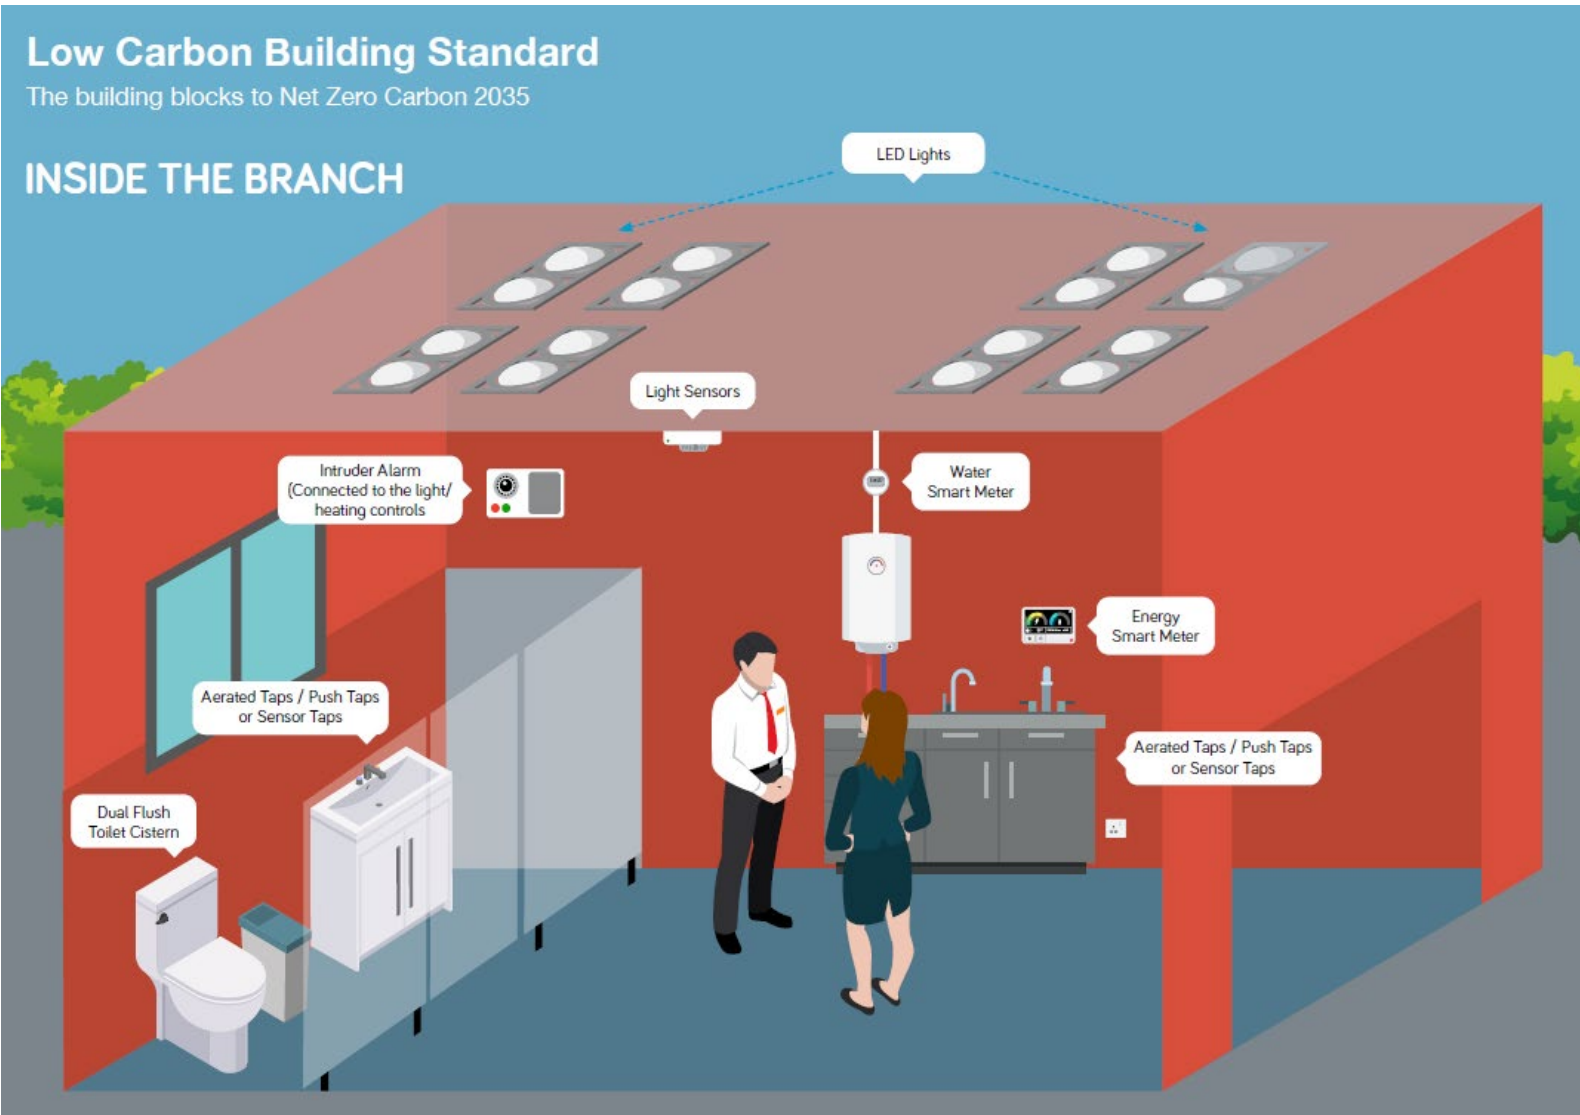 Low Carbon Building Standard
The building blocks to Net Zero Carbon 2035
INSIDE THE BRANCH
LED Lights
Light Sensors
Intruder Alarm
(Connected to the light/
heating controls
Water
Smart Meter
Energy
Smart Meter
Aerated Taps / Push Taps
or Sensor Taps
Aerated Taps / Push Taps
or Sensor Taps
Dual Flush
Toilet Cistern